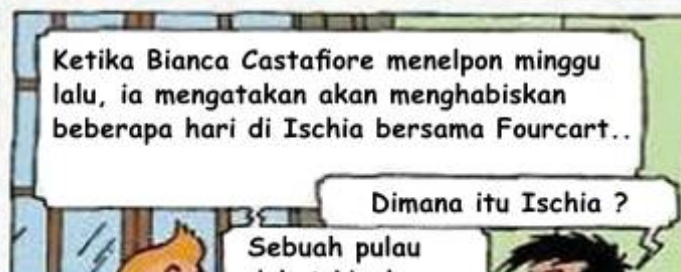 Ketika Bianca Castafiore menelpon minggu
lalu, ia mengatakan akan menghabiskan
beberapa hari di Ischia bersama Fourcart..
Dimana itu Ischia ?
Sebuah pulau